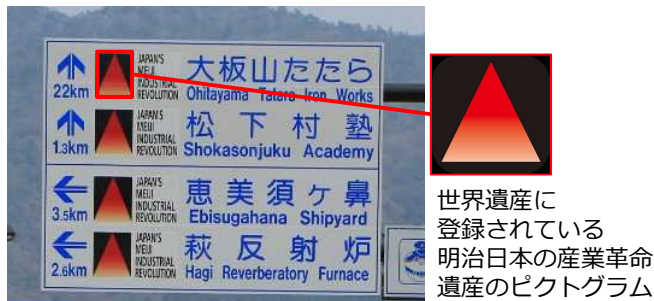 22km
JAPAN'S
MEIJI
INDUSTRIAL
REVOLUTION
大板山たたら
Ohitayama Tatara Iron Works
1.3km
JAPAN'S
MEIJI
INDUSTRIAL
REVOLUTION
松下村塾
Shokasonjuku Academy
3.5km
JAPAN'S
MEIJI
INDUSTRIAL
REVOLUTION
恵美須ヶ鼻
Ebisugahana Shipyard
2.6km
JAPAN'S
MEIJI
INDUSTRIAL
REVOLUTION
萩反射炉
Hagi Reverberatory Furnace
世界遺産に
登録されている
明治日本の産業革命
遺産のピクトグラム